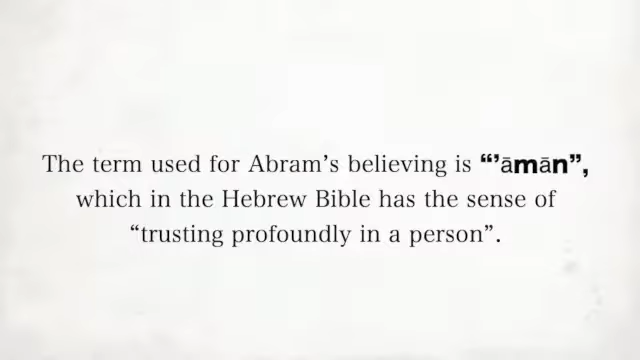 The term used for Abram’s believing is “’āmān”,
which in the Hebrew Bible has the sense of
“trusting profoundly in a person”.